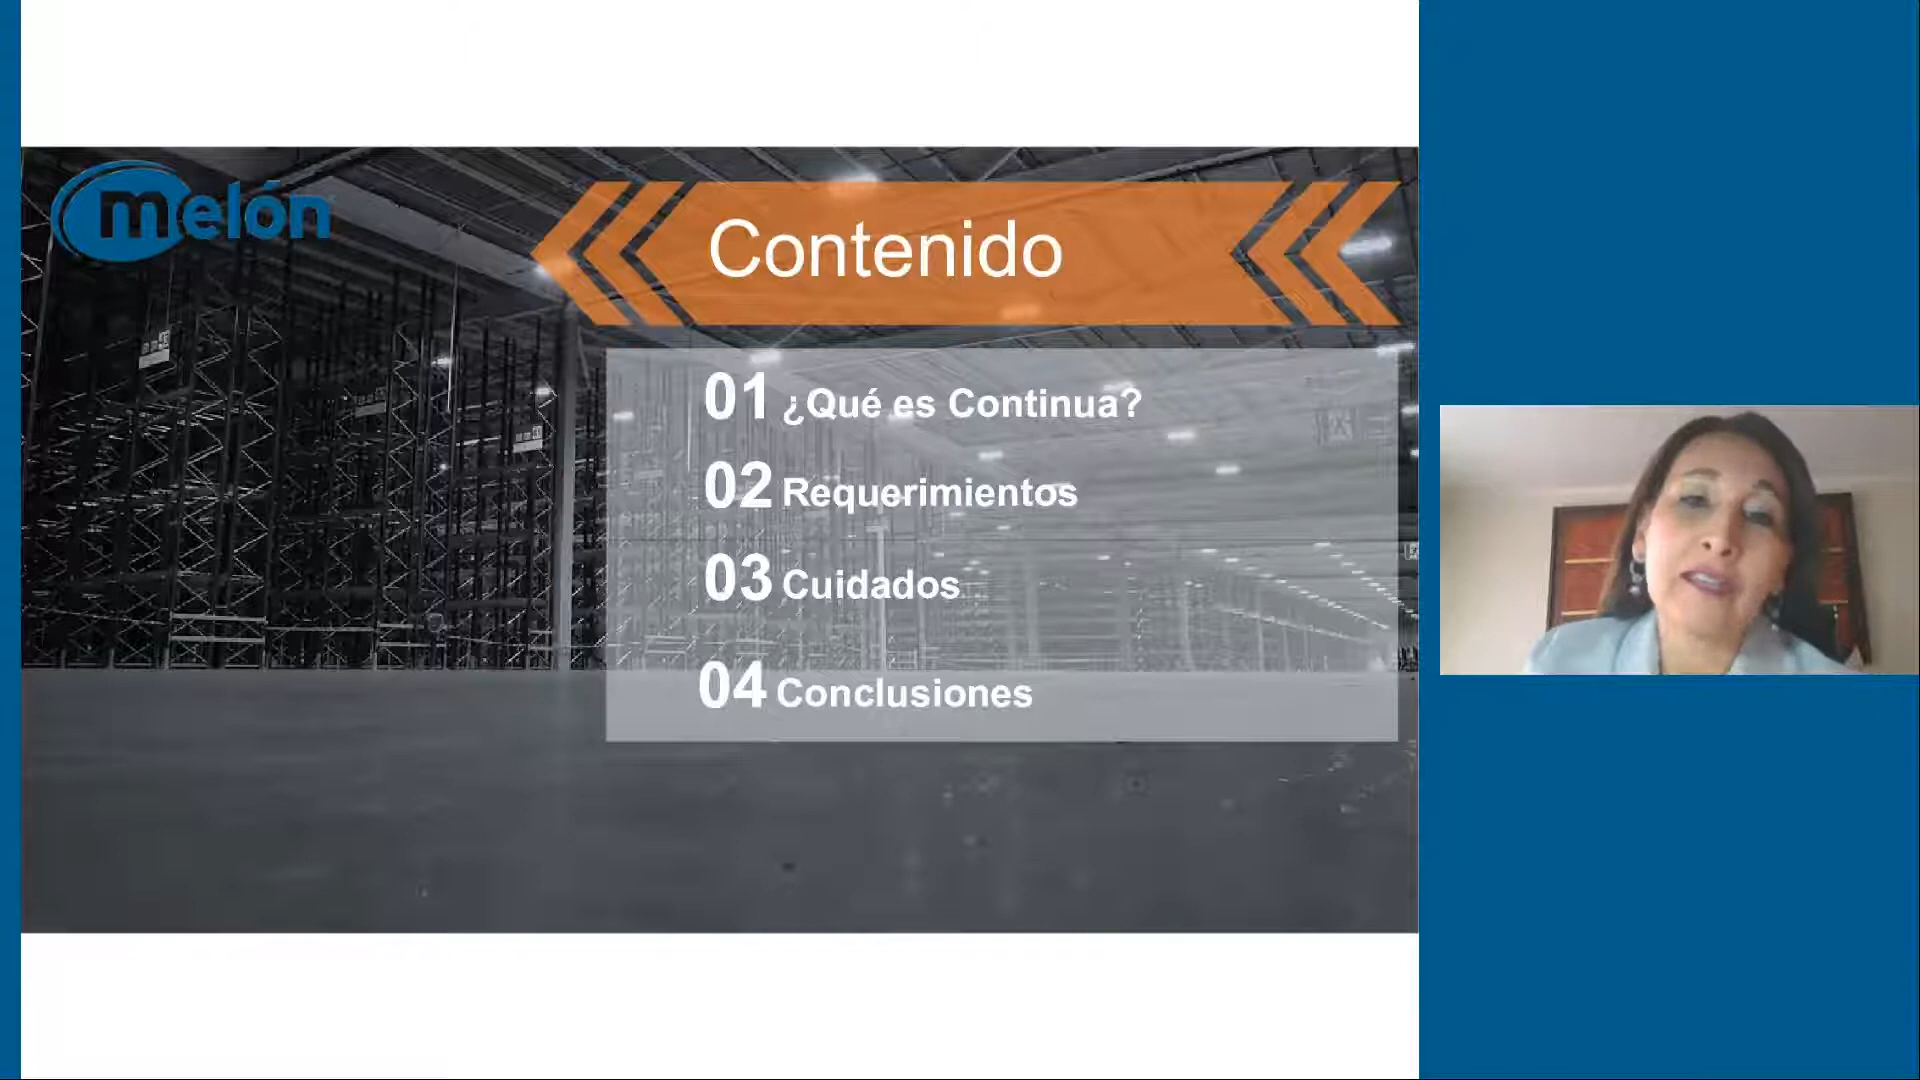 melón
Contenido
01 ¿Qué es Continua?
02 Requerimientos
03 Cuidados
04 Conclusiones